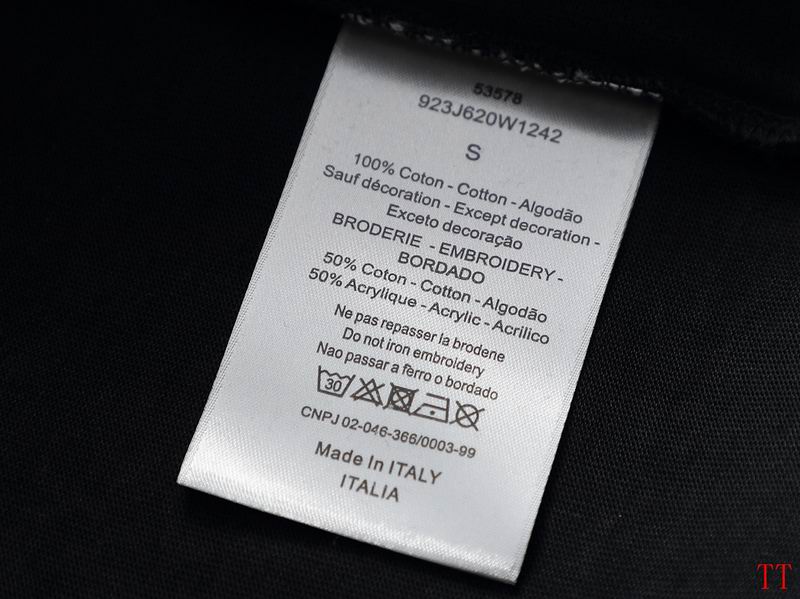 53578
923J620W1242
S
100% Coton - Cotton - Algodão
Sauf décoration - Except decoration -
Exceto decoração
BRODERIE - EMBROIDERY -
BORDADO
50% Coton - Cotton - Algodão
50% Acrylique - Acrylic - Acrilico
Ne pas repasser la brodene
Do not iron embroidery
Nao passar a ferro o bordado
30
CNPJ 02-046-366/0003-99
Made In ITALY
ITALIA
TT